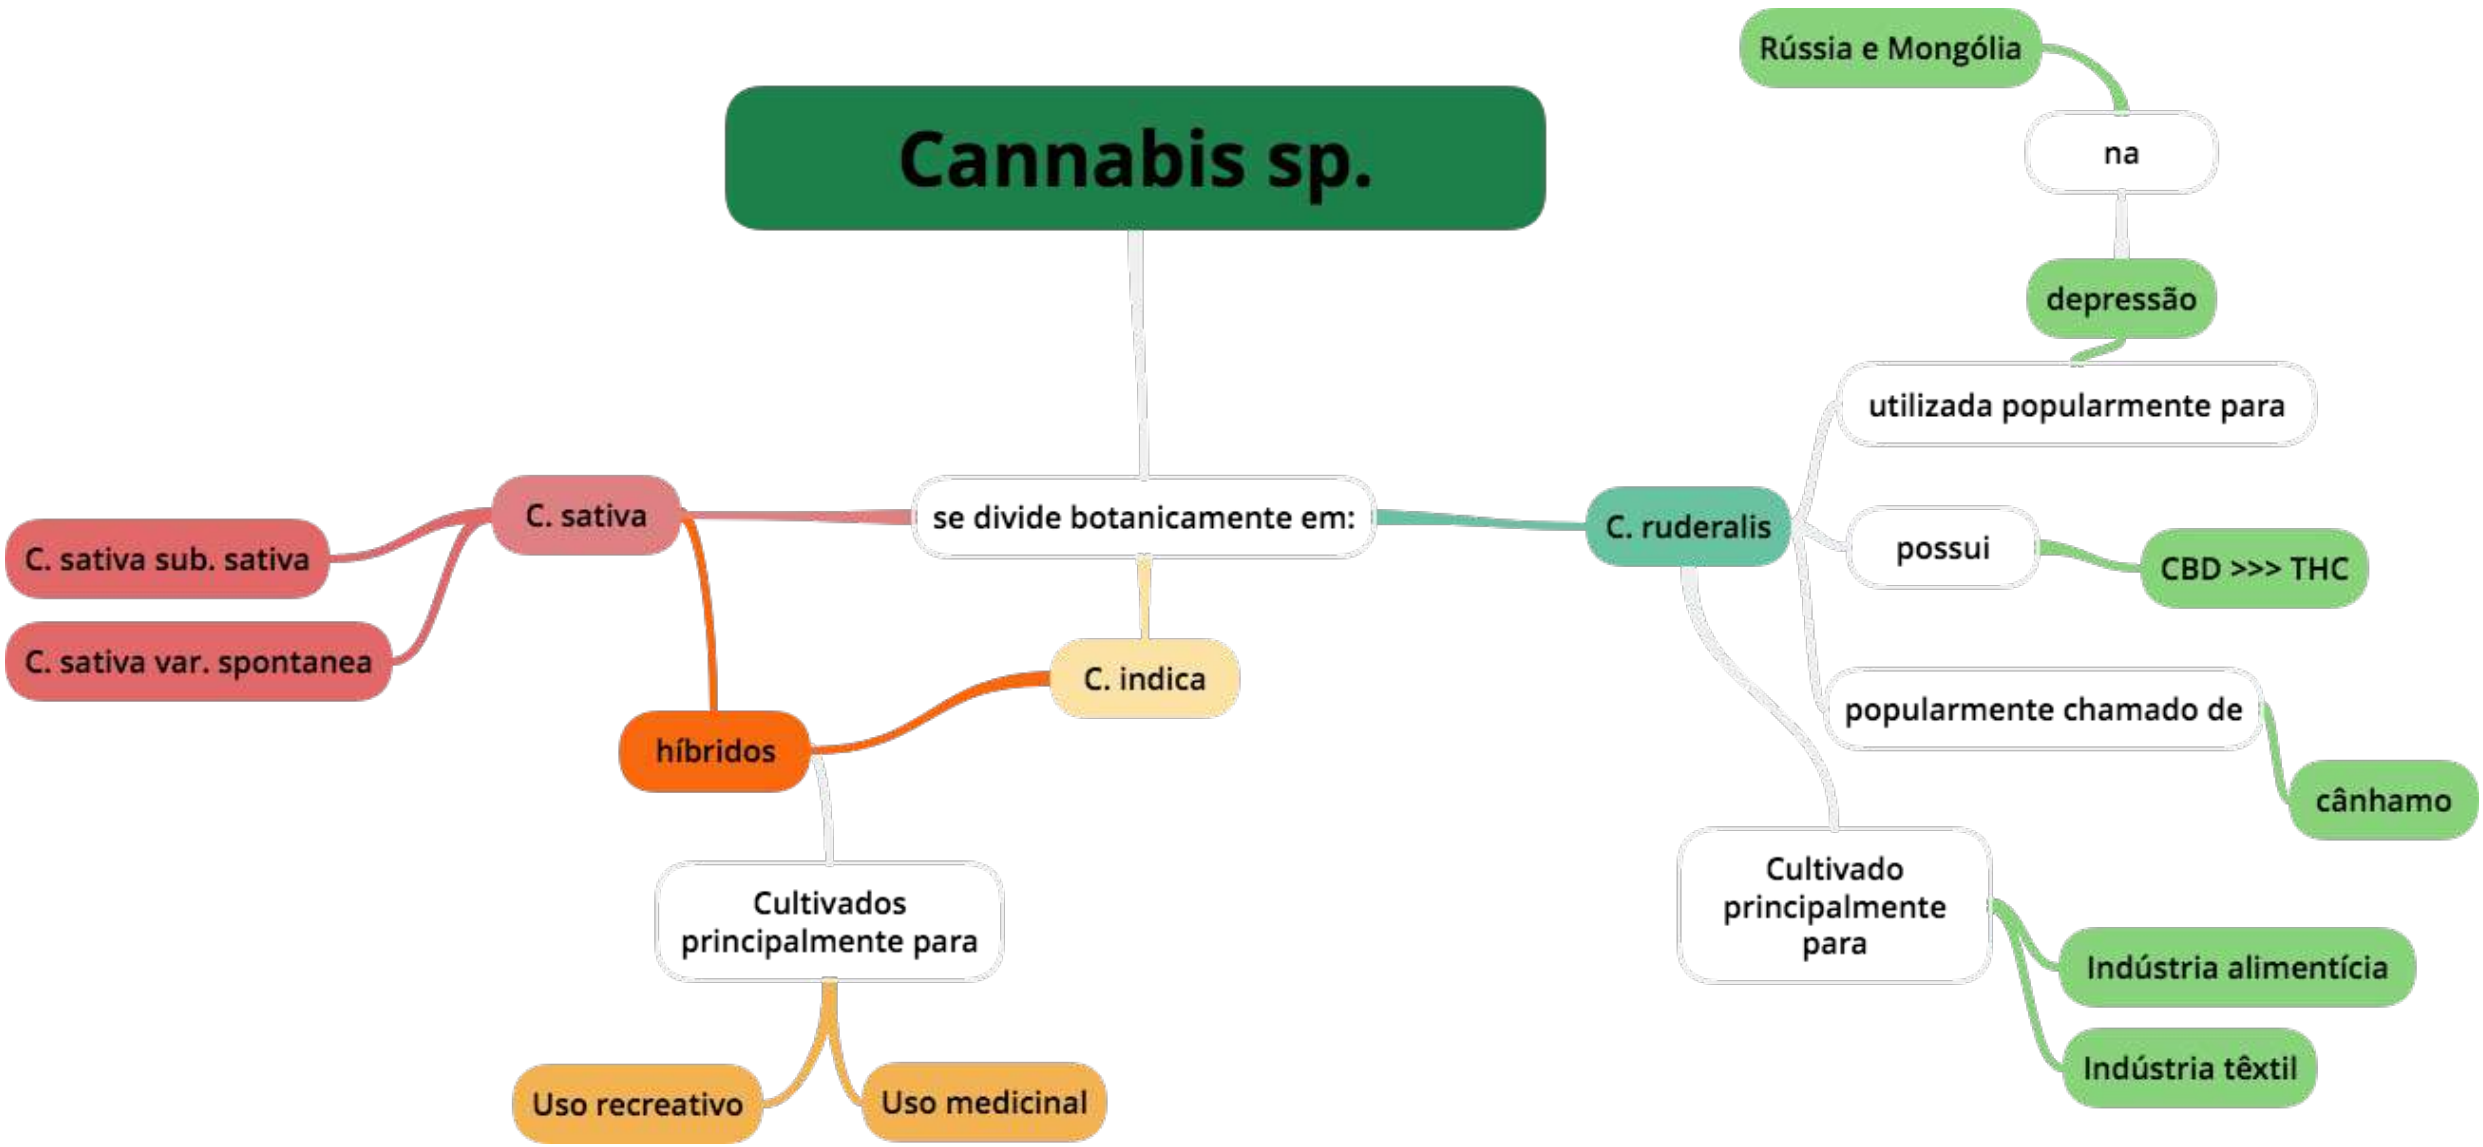 Rússia e Mongólia
Cannabis sp.
na
depressão
utilizada popularmente para
C. sativa
se divide botanicamente em:
C. ruderalis
possui
CBD >>> THC
C. sativa sub. sativa
C. sativa var. spontanea
C. indica
popularmente chamado de
híbridos
cânhamo
Cultivados
principalmente para
Cultivado
principalmente
para
Indústria alimentícia
Indústria têxtil
Uso recreativo
Uso medicinal